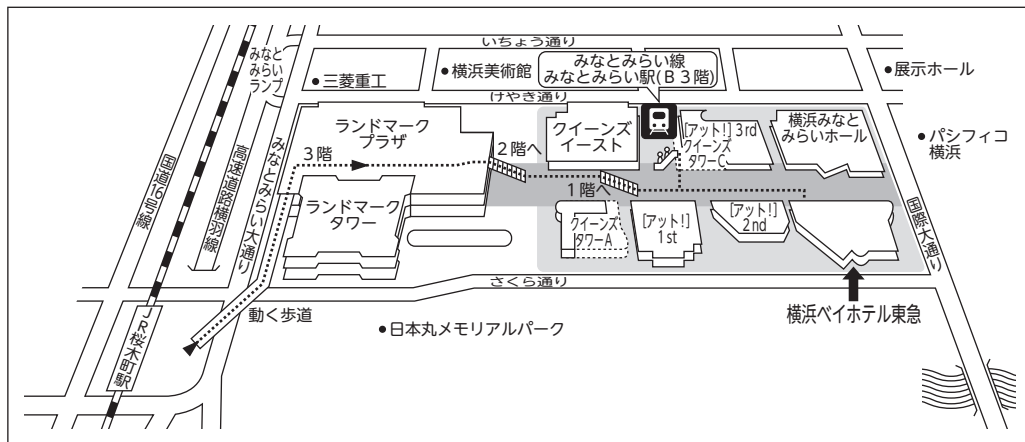 いちょう通り
みなと
みらい
ランプ
●三菱重工
●横浜美術館
みなとみらい線
みなとみらい駅(B3階)
●展示ホール
けやき通り
ランドマーク
プラザ
クイーンズ
イースト
[アット!]3rd
クイーンズ
タワーC
横浜みなと
みらいホール
●パシフィコ
横浜
3階
2階へ
1階へ
ランドマーク
タワー
クイーンズ
タワーA
[アット!]
1st
[アット!]
2nd
国道16号線
高速道路横羽線
みなとみらい大通り
国際大通り
さくら通り
動く歩道
●日本丸メモリアルパーク
横浜ベイホテル東急
JR桜木町駅